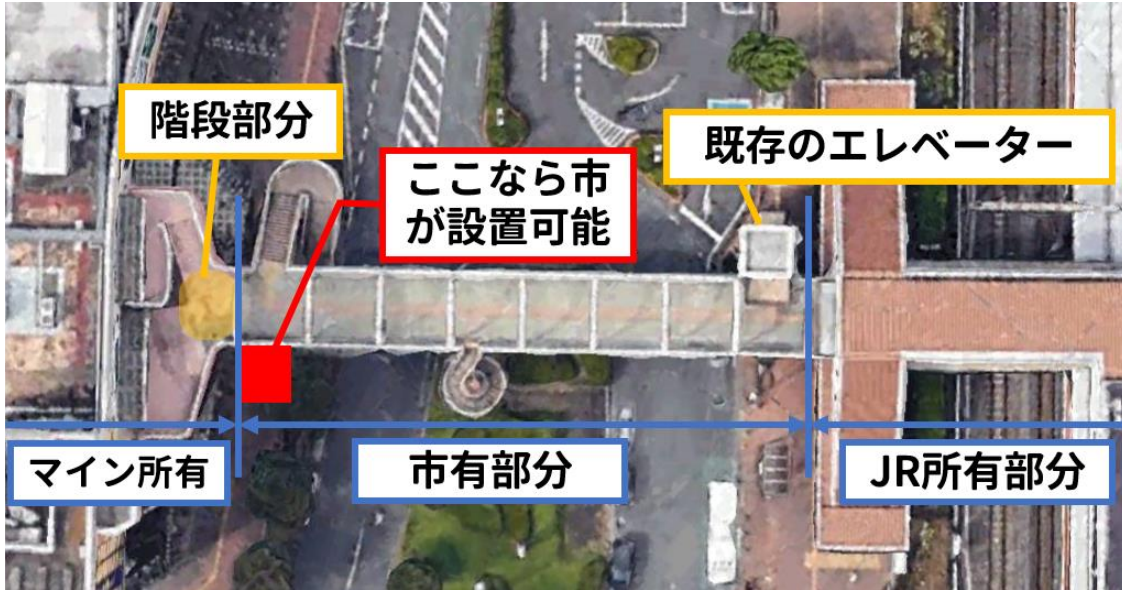 階段部分
既存のエレベーター
ここなら市
が設置可能
マイン所有
市有部分
JR所有部分